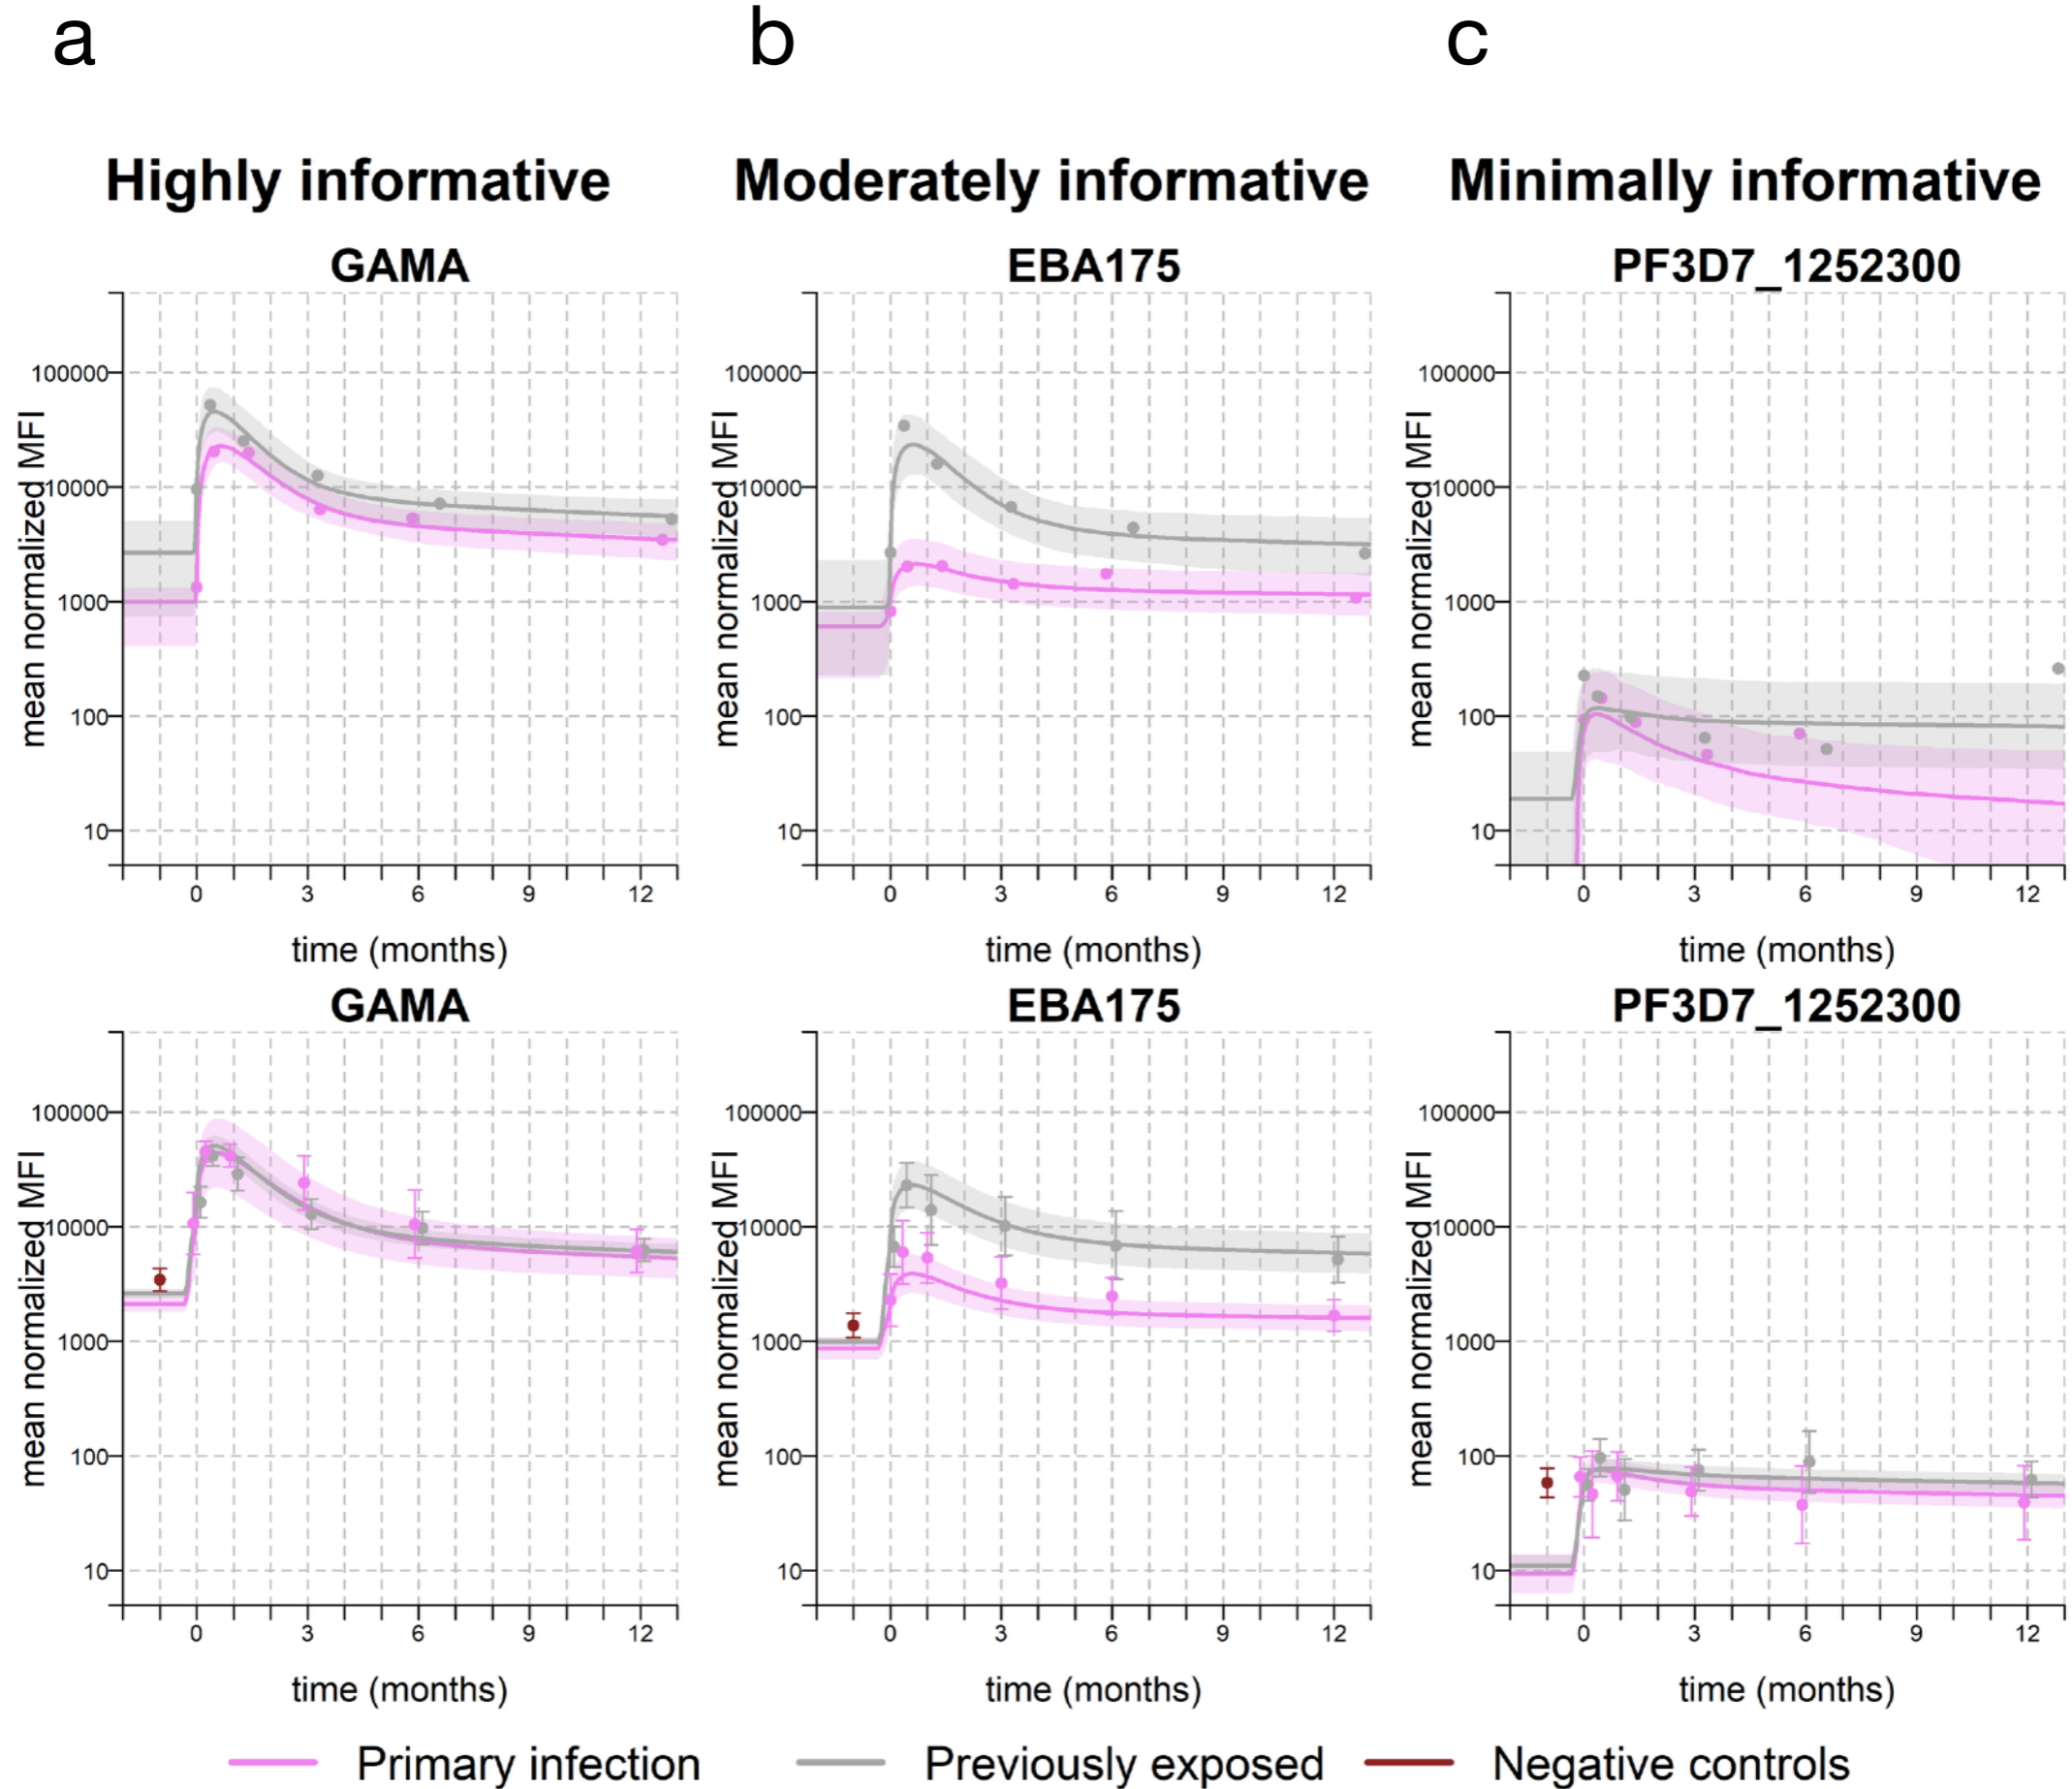 a b c
Highly informative Moderately informative Minimally informative
GAMA EBA175 PF3D7_1252300
mean normalized MFI mean normalized MFI mean normalized MFI
100000 100000 100000
10000 10000 10000
1000 1000 1000
100 100 100
10 10 10
0 3 6 9 12 0 3 6 9 12 0 3 6 9 12
time (months) time (months) time (months)
GAMA EBA175 PF3D7_1252300
mean normalized MFI mean normalized MFI mean normalized MFI
100000 100000 100000
10000 10000 10000
1000 1000 1000
100 100 100
10 10 10
0 3 6 9 12 0 3 6 9 12 0 3 6 9 12
time (months) time (months) time (months)
Primary infection Previously exposed Negative controls